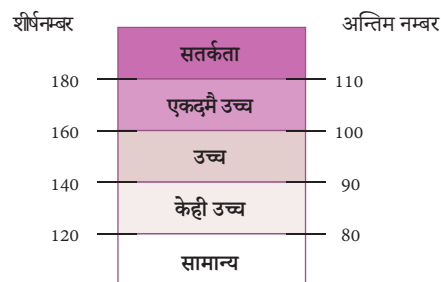 शीर्षनम्बर अन्तिम नम्बर
सतर्कता
180 110
एकदमै उच्च
160 100
उच्च
140 90
केही उच्च
120 80
सामान्य